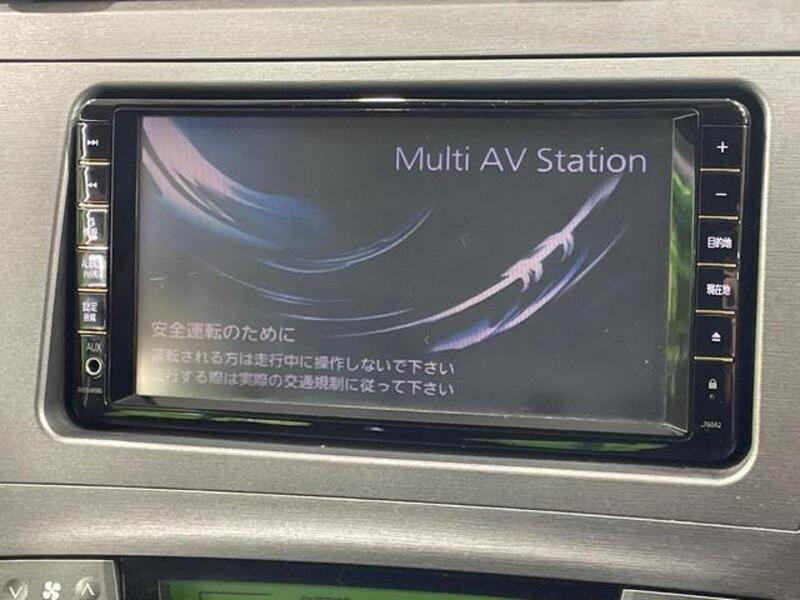 Multi AV Station
安全運転のために
運転される方は走行中に操作しないで下さい
走行する際は実際の交通規制に従って下さい
目的地
現在地
設定
AUX